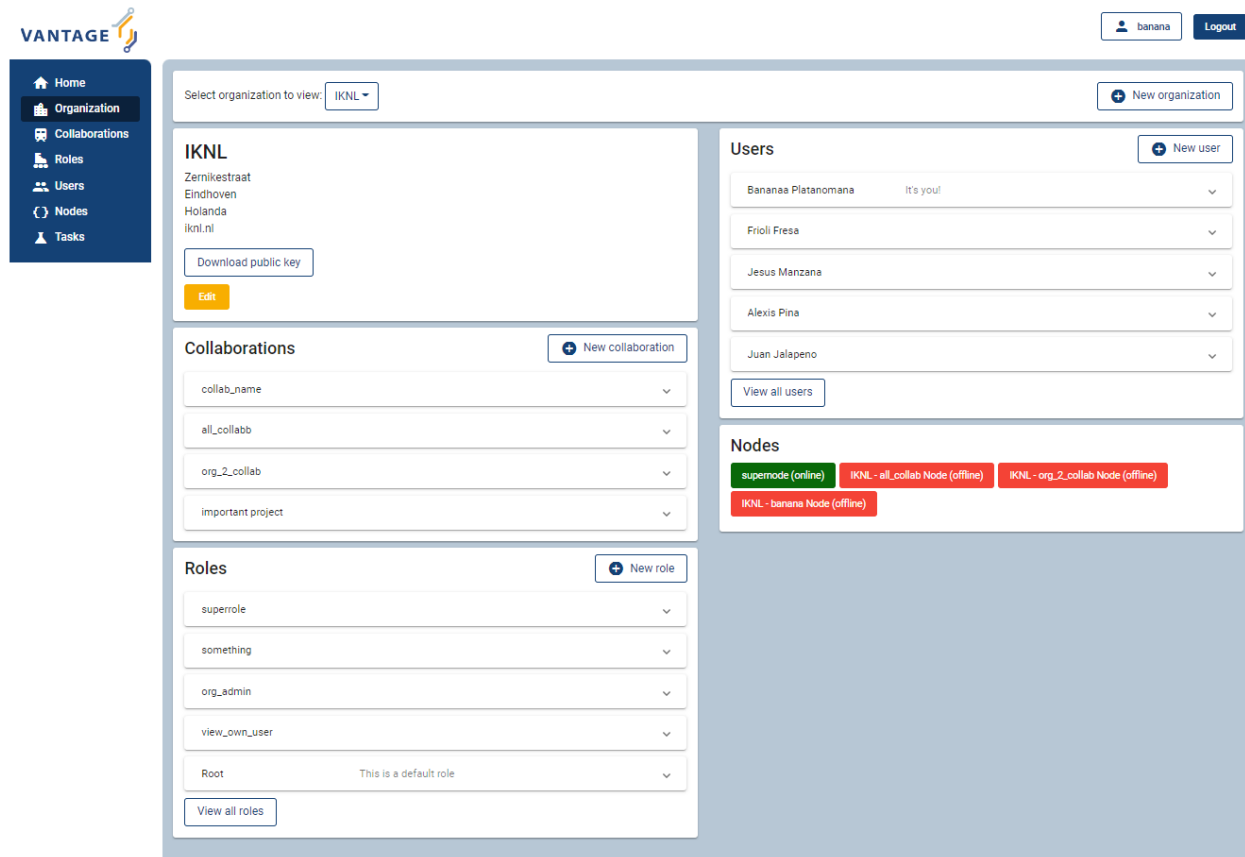 VANTAGE
banana
Logout
Home
Organization
Collaborations
Roles
Users
Nodes
Tasks
Select organization to view: IKNL
New organization
IKNL
Zernikestraat
Eindhoven
Holanda
iknl.nl
Download public key
Edit
Collaborations
New collaboration
collab_name
all_collabb
org_2_collab
important project
Roles
New role
superrole
something
org_admin
view_own_user
Root This is a default role
View all roles
Users
New user
Bananaa Platanomana It's you!
Frioli Fresa
Jesus Manzana
Alexis Pina
Juan Jalapeno
View all users
Nodes
supernode (online) IKNL - all_collab Node (offline) IKNL - org_2_collab Node (offline)
IKNL - banana Node (offline)